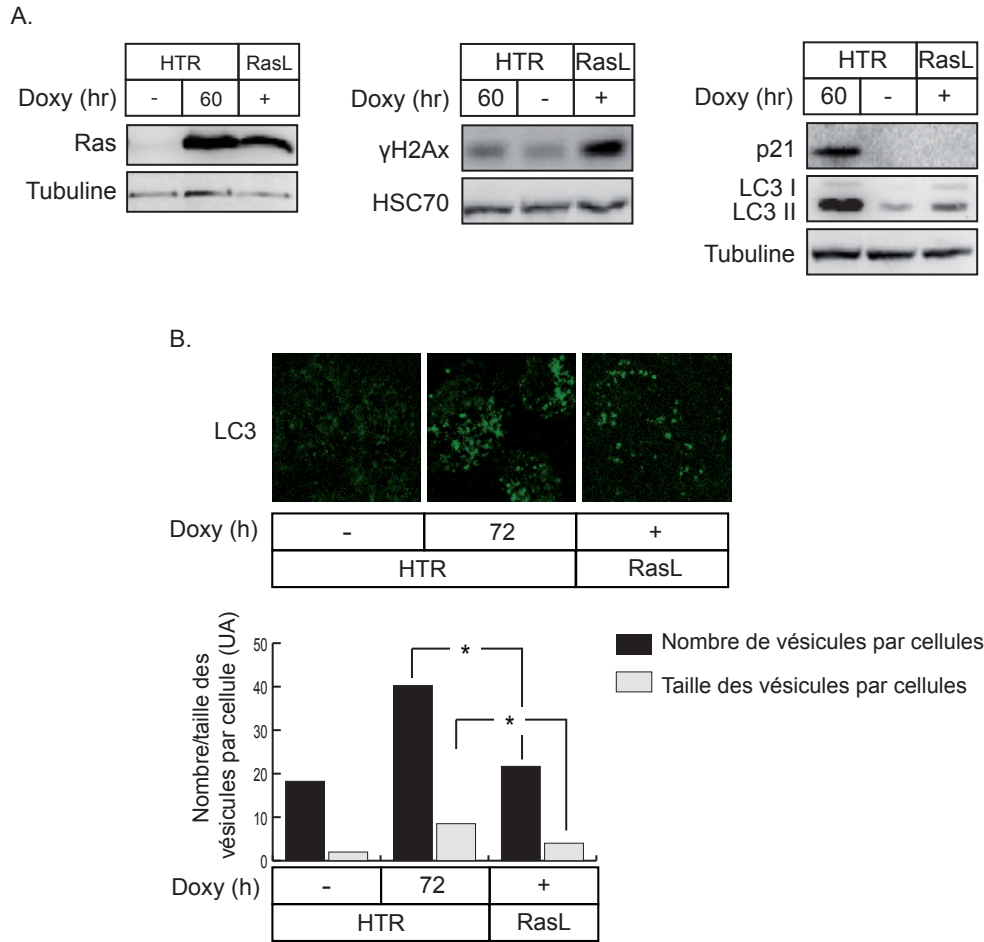 A.
HTR RasL
Doxy (hr) - 60 +
Ras
Tubuline
HTR RasL
Doxy (hr) 60 - +
γH2Ax
HSC70
HTR RasL
Doxy (hr) 60 - +
p21
LC3 I
LC3 II
Tubuline
B.
LC3
Doxy (h) - 72 +
HTR RasL
Nombre/taille des
vésicules par cellule (UA)
50
40
30
20
10
0
*
*
Nombre de vésicules par cellules
Taille des vésicules par cellules
Doxy (h) - 72 +
HTR RasL